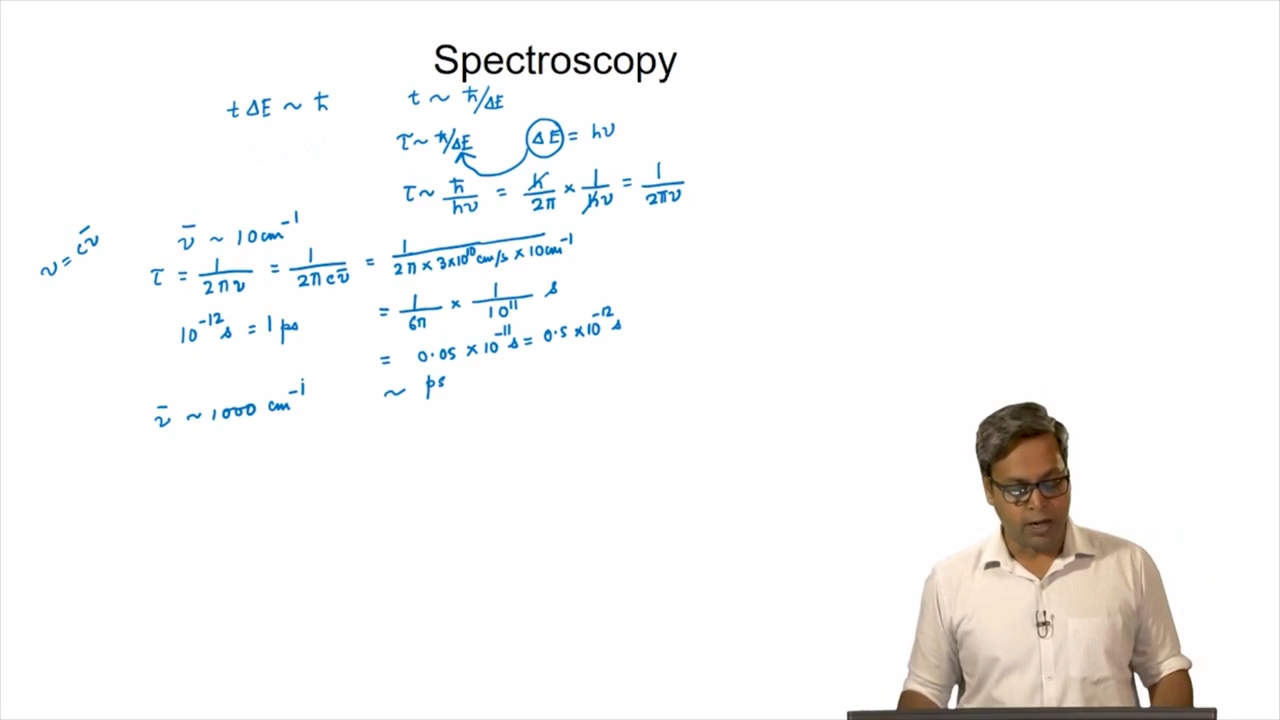 Spectroscopy
t ΔE ~ ħ
t ~ ħ/ΔE
τ ~ ħ/ΔE
ΔE = hν
τ ~ ħ/hν = h/2π × 1/hν = 1/2πν
ν = cν̄
ν̄ ~ 10 cm⁻¹
τ = 1/2πν = 1/2πcν̄ = 1/2π × 3×10¹⁰ cm/s × 10 cm⁻¹
= 1/6π × 1/10¹¹ s
10⁻¹² s = 1 ps
= 0.05 × 10⁻¹¹ s = 0.5 × 10⁻¹² s
~ ps
ν̄ ~ 1000 cm⁻¹